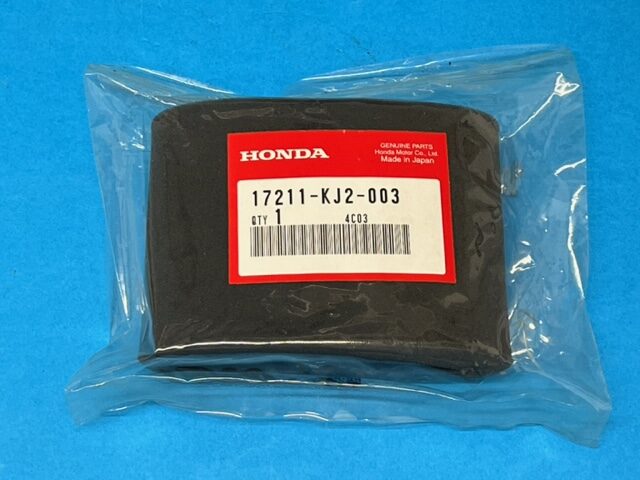 HONDA
GENUINE PARTS
Honda Motor Co., Ltd.
Made in Japan
17211-KJ2-003
QTY 1 4C03